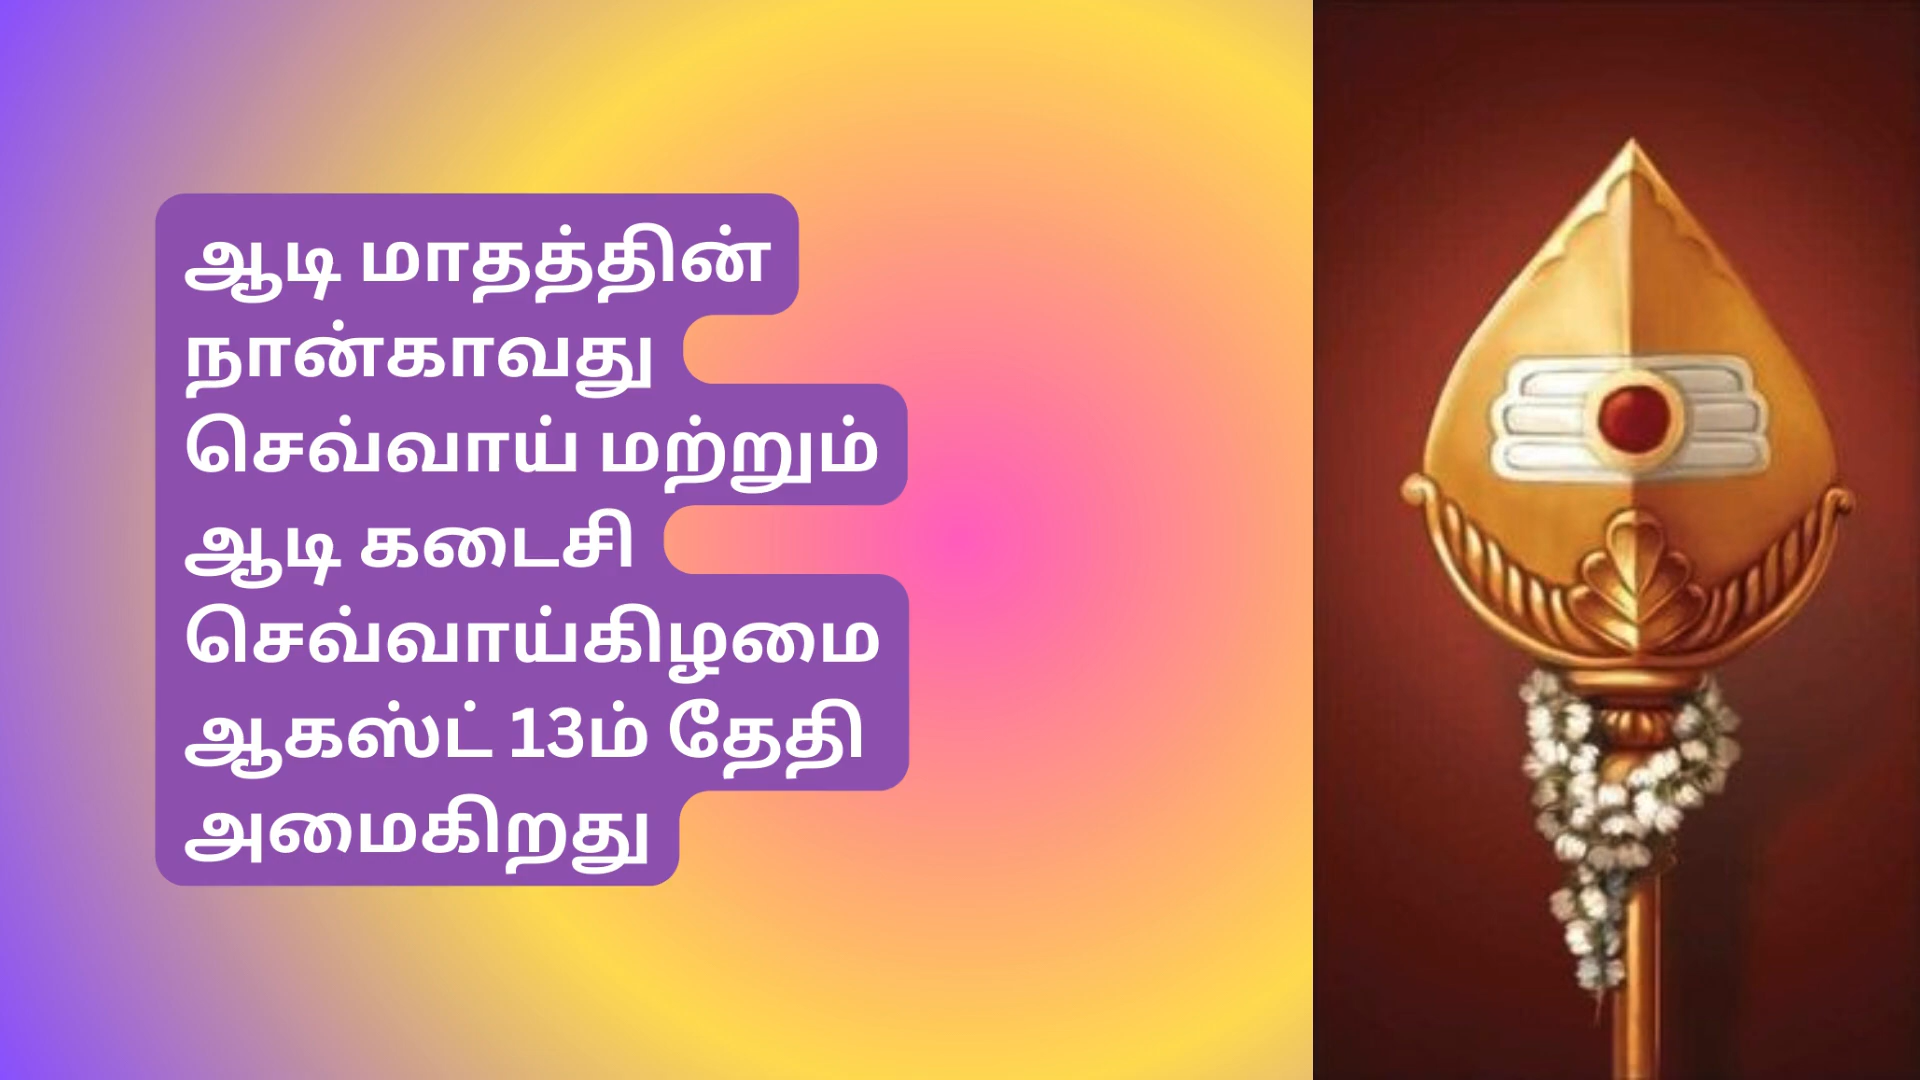 ஆடி மாதத்தின்
நான்காவது
செவ்வாய் மற்றும்
ஆடி கடைசி
செவ்வாய்கிழமை
ஆகஸ்ட் 13ம் தேதி
அமைகிறது